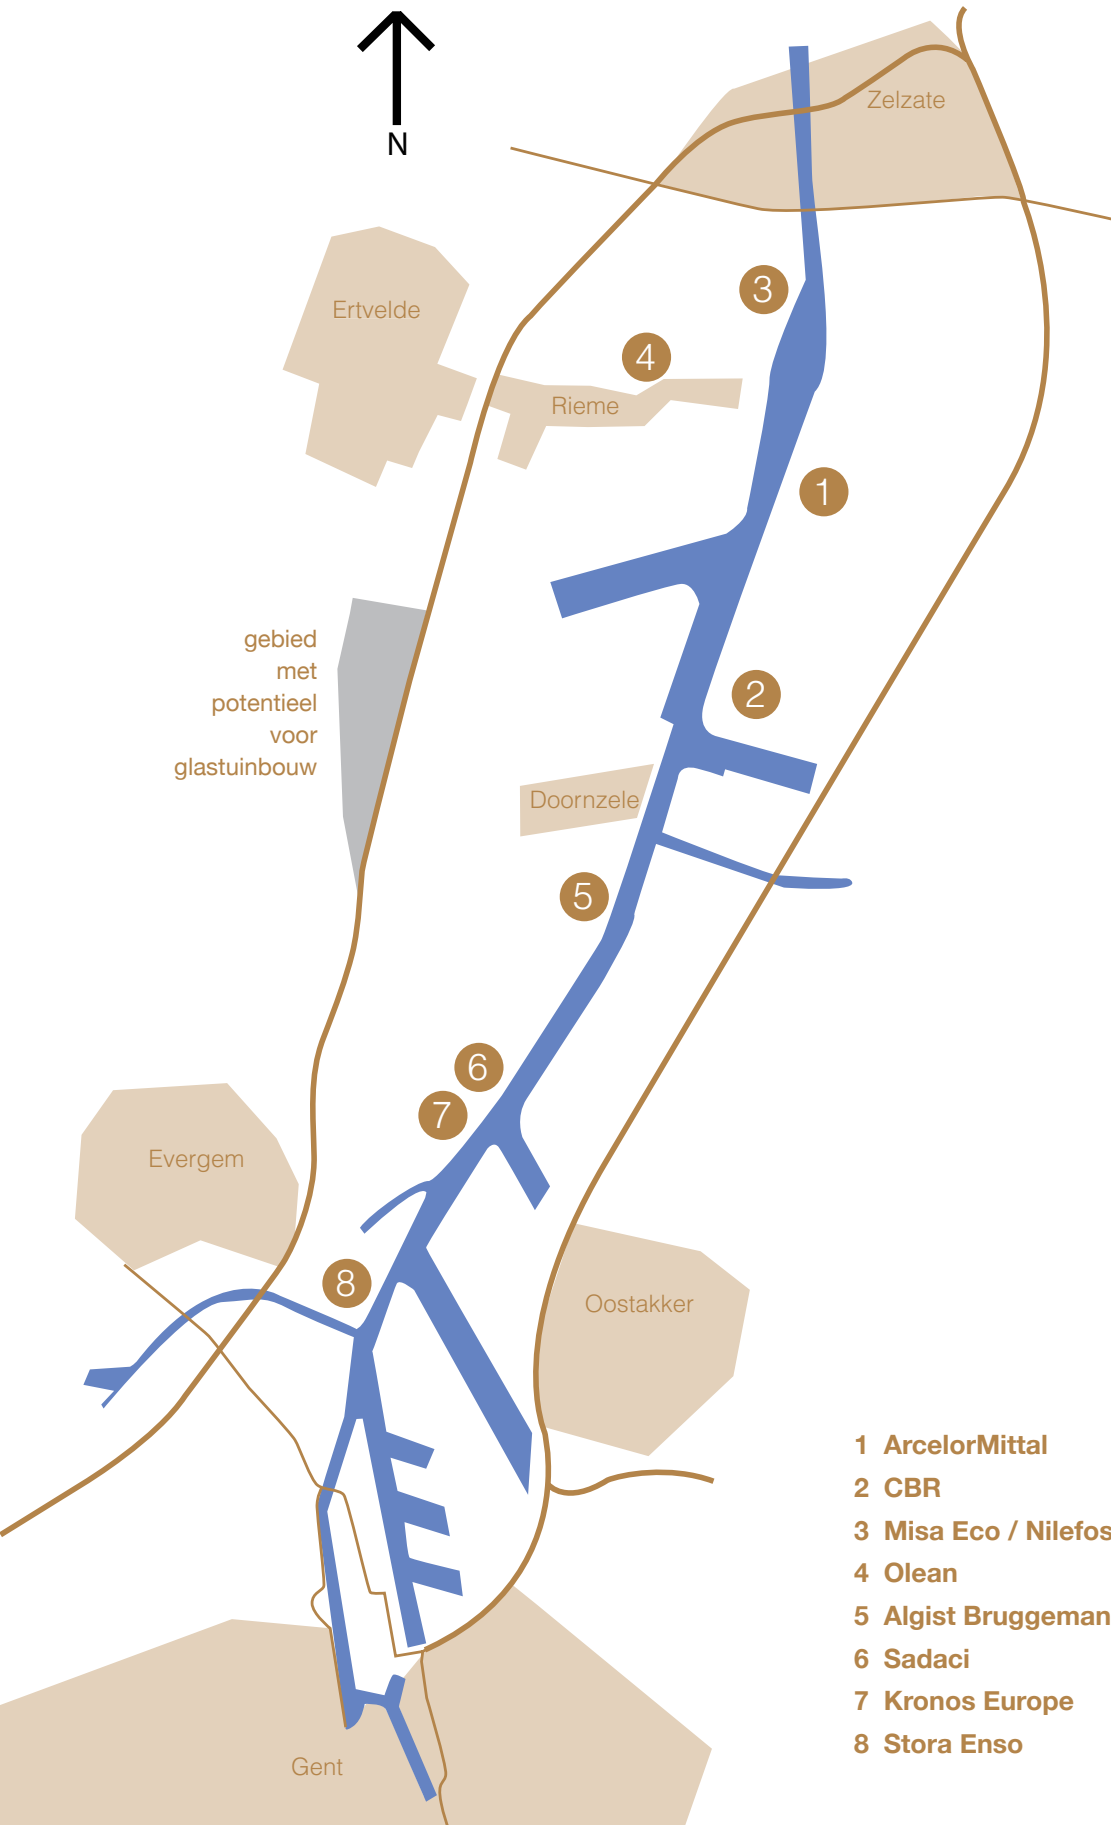 N
Zelzate
3
Ertvelde
4
Rieme
1
gebied
met
potentieel
voor
glastuinbouw
2
Doornzele
5
6
7
Evergem
8
Oostakker
1 ArcelorMittal
2 CBR
3 Misa Eco / Nilefos
4 Olean
5 Algist Bruggeman
6 Sadaci
7 Kronos Europe
8 Stora Enso
Gent